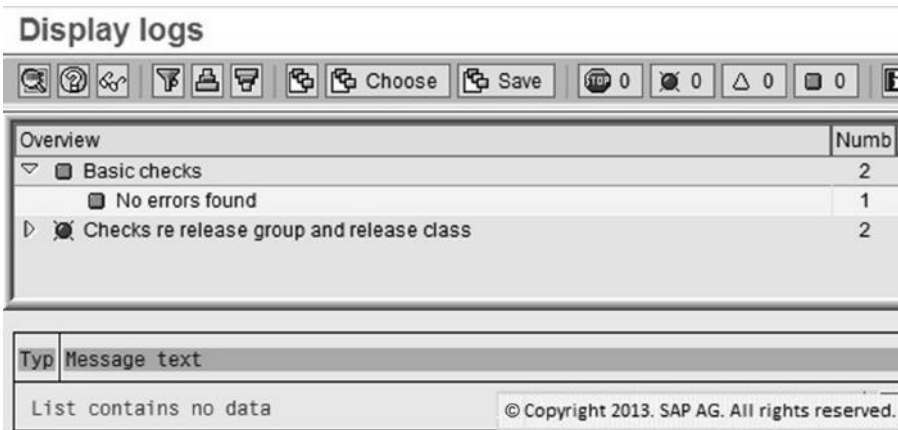 Display logs
Choose Save STOP 0 0 0 0
Overview Numb
Basic checks 2
No errors found 1
Checks re release group and release class 2
Typ Message text
List contains no data
© Copyright 2013. SAP AG. All rights reserved.